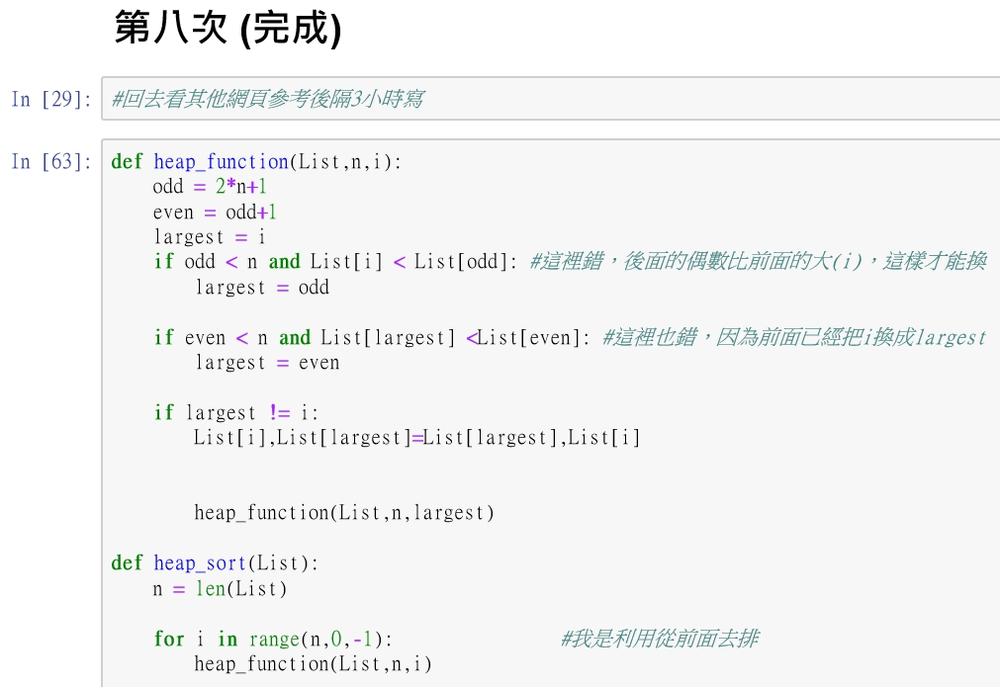 第八次 (完成)
In [29]: #回去看其他網頁參考後隔3小時寫
In [63]: def heap_function(List,n,i):
    odd = 2*n+1
    even = odd+1
    largest = i
    if odd < n and List[i] < List[odd]: #這裡錯，後面的偶數比前面的大(i)，這樣才能換
        largest = odd
    if even < n and List[largest] <List[even]: #這裡也錯，因為前面已經把i換成largest
        largest = even
    if largest != i:
        List[i],List[largest]=List[largest],List[i]
        heap_function(List,n,largest)
def heap_sort(List):
    n = len(List)
    for i in range(n,0,-1): #我是利用從前面去排
        heap_function(List,n,i)